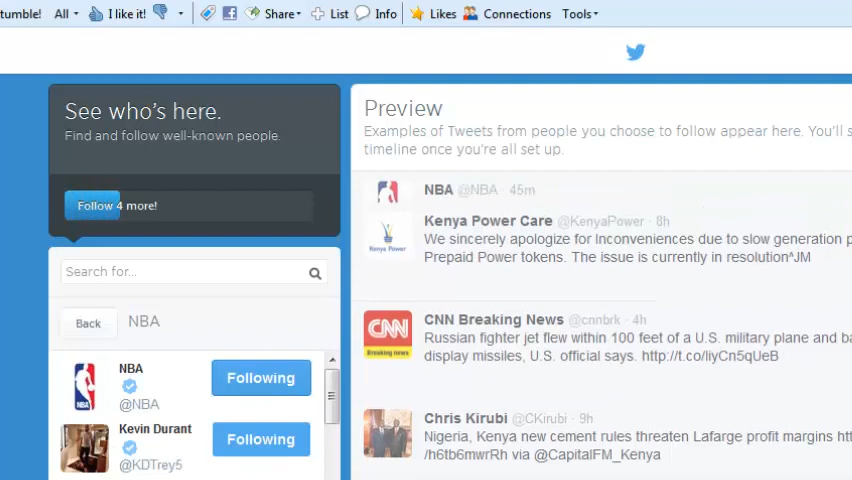 tumble! All I like it! Share List Info Likes Connections Tools
See who's here.
Find and follow well-known people.
Follow 4 more!
Search for...
Back NBA
NBA
@NBA
Following
Kevin Durant
@KDTrey5
Following
Preview
Examples of Tweets from people you choose to follow appear here. You'll s
timeline once you're all set up.
NBA @NBA · 45m
Kenya Power Care @KenyaPower · 8h
We sincerely apologize for Inconveniences due to slow generation
Prepaid Power tokens. The issue is currently in resolution^JM
Kenya Power
CNN Breaking News @cnnbrk · 4h
Russian fighter jet flew within 100 feet of a U.S. military plane and ba
display missiles, U.S. official says. http://t.co/liyCn5qUeB
CNN
Breaking news
Chris Kirubi @CKirubi · 9h
Nigeria, Kenya new cement rules threaten Lafarge profit margins htt
/h6tb6mwrRh via @CapitalFM_Kenya